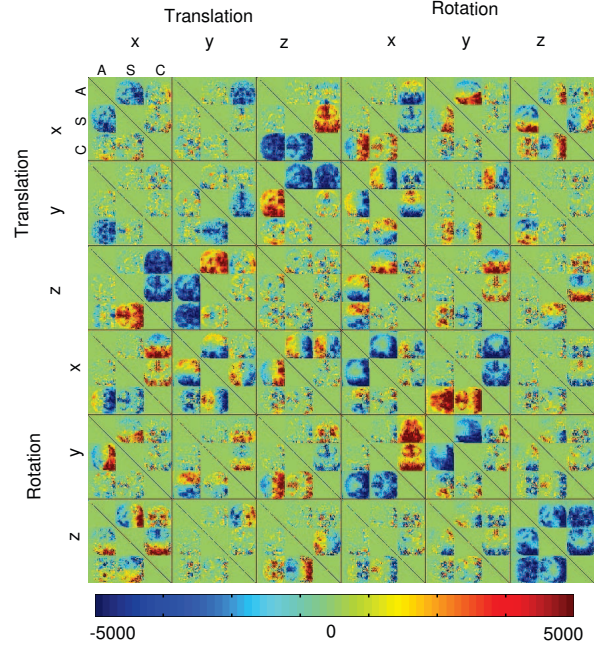 Translation Rotation
x y z x y z
A S C
A
S
C
x
y
z
x
y
z
Translation
Rotation
-5000 0 5000